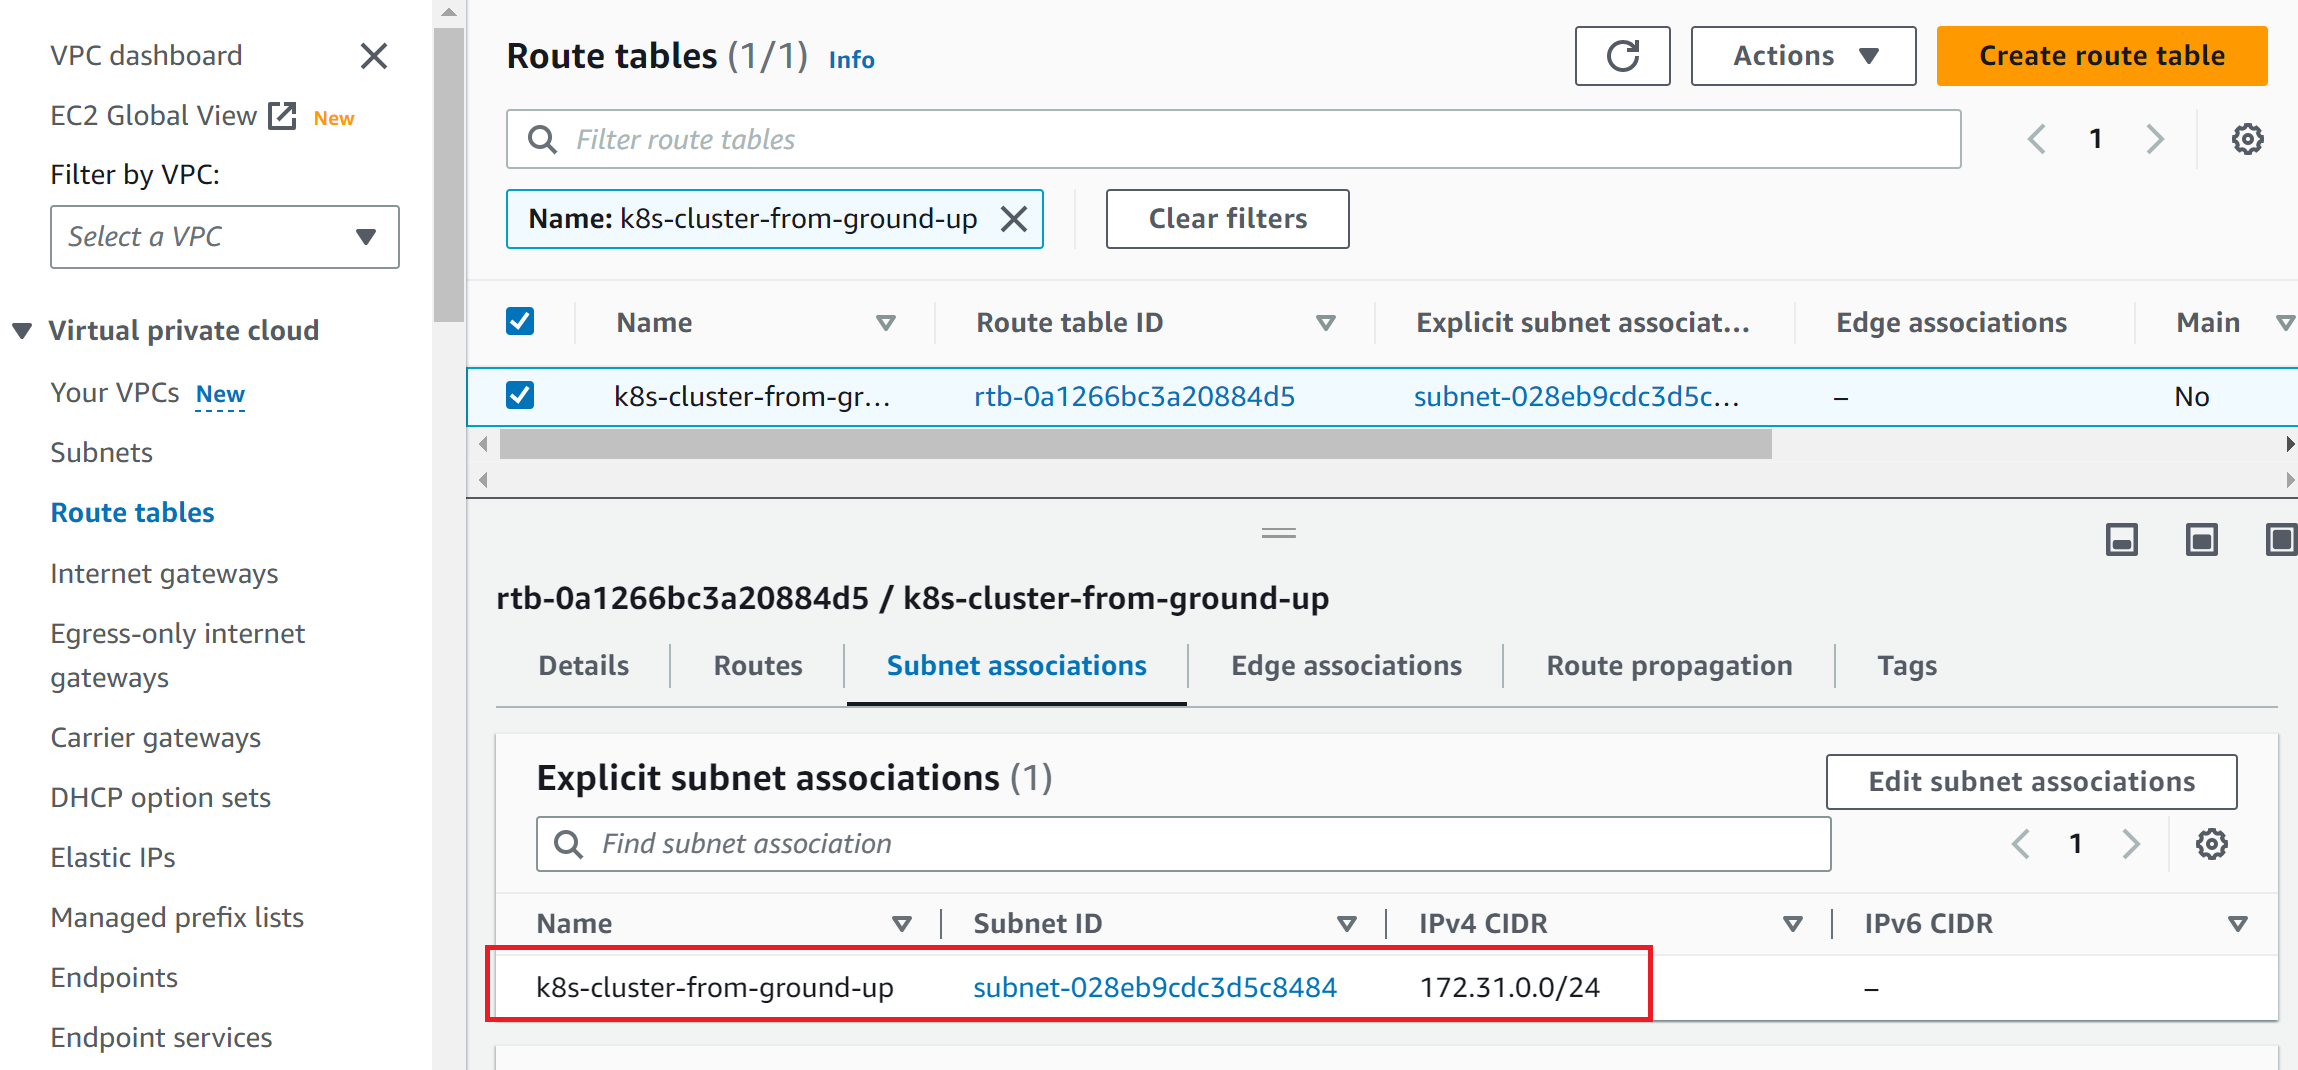 VPC dashboard
EC2 Global View New
Filter by VPC:
Select a VPC
Virtual private cloud
Your VPCs New
Subnets
Route tables
Internet gateways
Egress-only internet
gateways
Carrier gateways
DHCP option sets
Elastic IPs
Managed prefix lists
Endpoints
Endpoint services
Route tables (1/1) Info
Actions
Create route table
Filter route tables
1
Name: k8s-cluster-from-ground-up
Clear filters
Name Route table ID Explicit subnet associat... Edge associations Main
k8s-cluster-from-gr... rtb-0a1266bc3a20884d5 subnet-028eb9cdc3d5c... – No
rtb-0a1266bc3a20884d5 / k8s-cluster-from-ground-up
Details Routes Subnet associations Edge associations Route propagation Tags
Explicit subnet associations (1)
Edit subnet associations
Find subnet association
1
Name Subnet ID IPv4 CIDR IPv6 CIDR
k8s-cluster-from-ground-up subnet-028eb9cdc3d5c8484 172.31.0.0/24 –